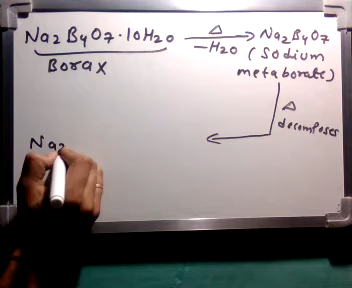 Na2B4O7·10H2O —Δ/−H2O→ Na2B4O7
Borax
(Sodium
metaborate)
Δ
decomposes
Na2